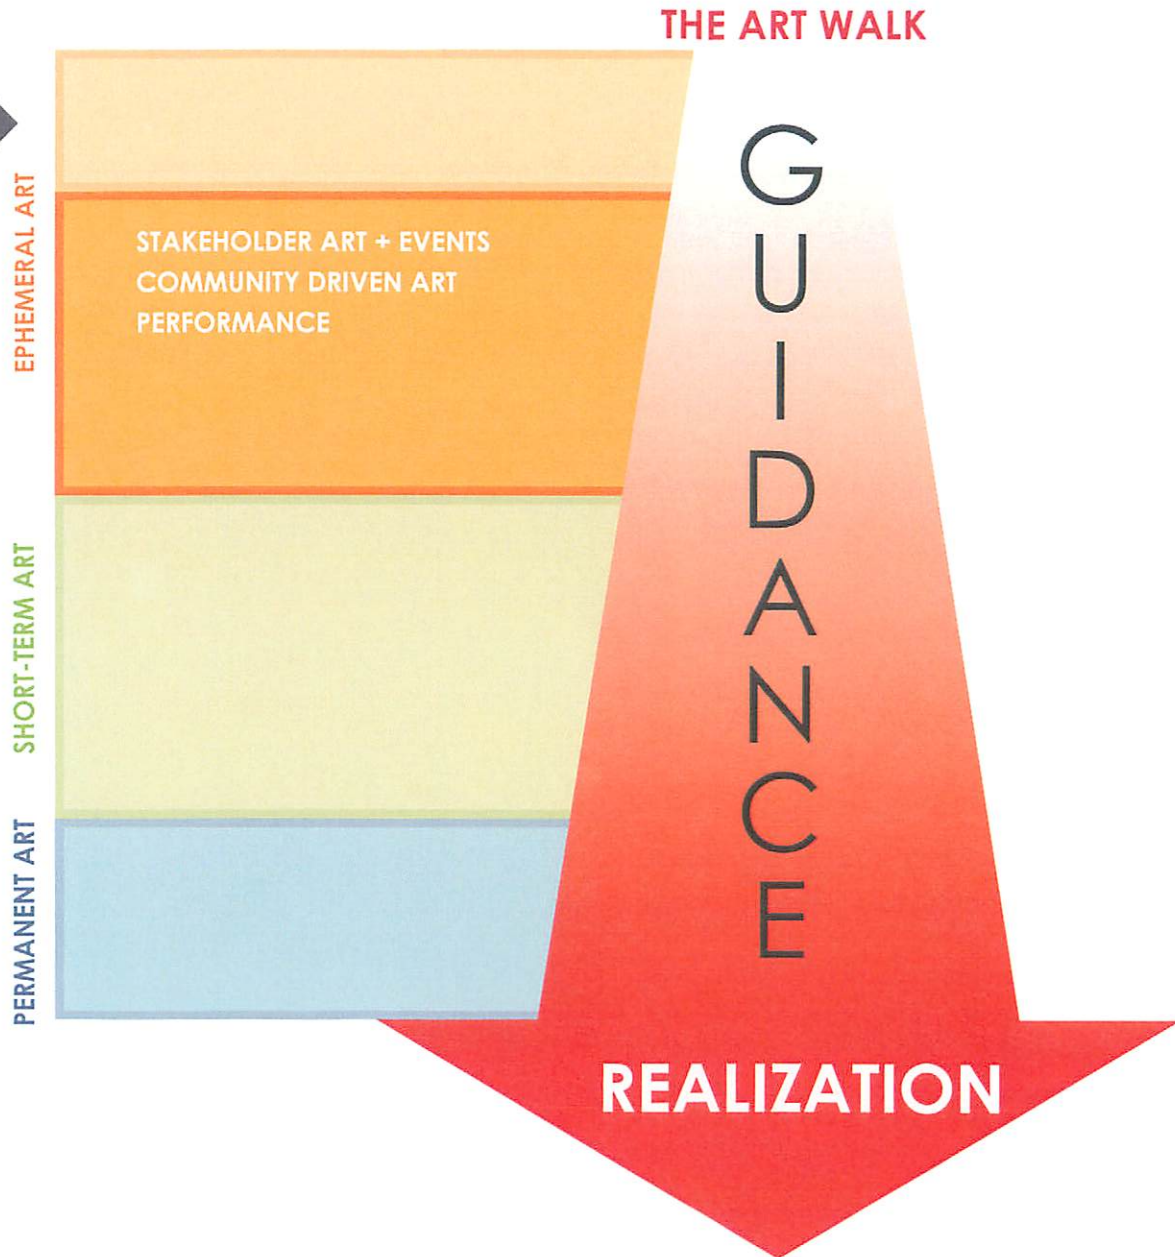 THE ART WALK
EPHEMERAL ART
STAKEHOLDER ART + EVENTS
COMMUNITY DRIVEN ART
PERFORMANCE
SHORT-TERM ART
PERMANENT ART
GUIDANCE
REALIZATION